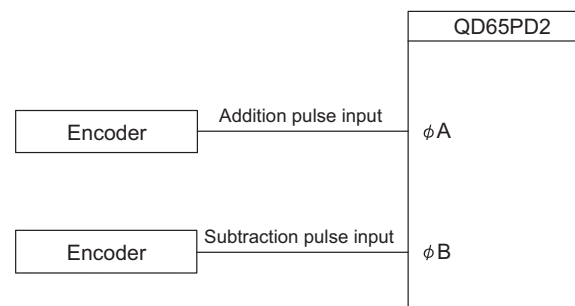 QD65PD2
Addition pulse input
Encoder
φA
Subtraction pulse input
Encoder
φB